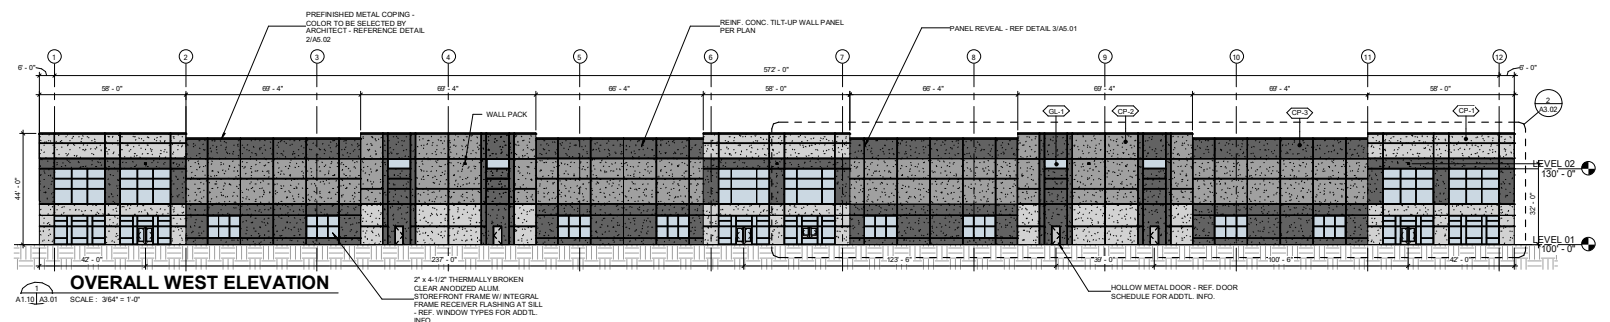 PREFINISHED METAL COPING -
COLOR TO BE SELECTED BY
ARCHITECT - REFERENCE DETAIL
2/A5.02
REINF. CONC. TILT-UP WALL PANEL
PER PLAN
PANEL REVEAL - REF DETAIL 3/A5.01
1 2 3 4 5 6 7 8 9 10 11 12
6' - 0" 572' - 0" 6' - 0"
58' - 0" 69' - 4" 69' - 4" 66' - 4" 58' - 0" 66' - 4" 69' - 4" 69' - 4" 58' - 0"
2
A3.02
WALL PACK
GL-1 CP-2 CP-3 CP-1
44' - 0"
LEVEL 02
130' - 0"
32' - 0"
LEVEL 01
100' - 0"
42' - 0" 237' - 0" 123' - 6" 39' - 0" 100' - 6" 42' - 0"
OVERALL WEST ELEVATION
1
A1.10 A3.01
SCALE : 3/64" = 1'-0"
2" x 4-1/2" THERMALLY BROKEN
CLEAR ANODIZED ALUM.
STOREFRONT FRAME W/ INTEGRAL
FRAME RECEIVER FLASHING AT SILL
- REF. WINDOW TYPES FOR ADDTL.
INFO.
HOLLOW METAL DOOR - REF. DOOR
SCHEDULE FOR ADDTL. INFO.